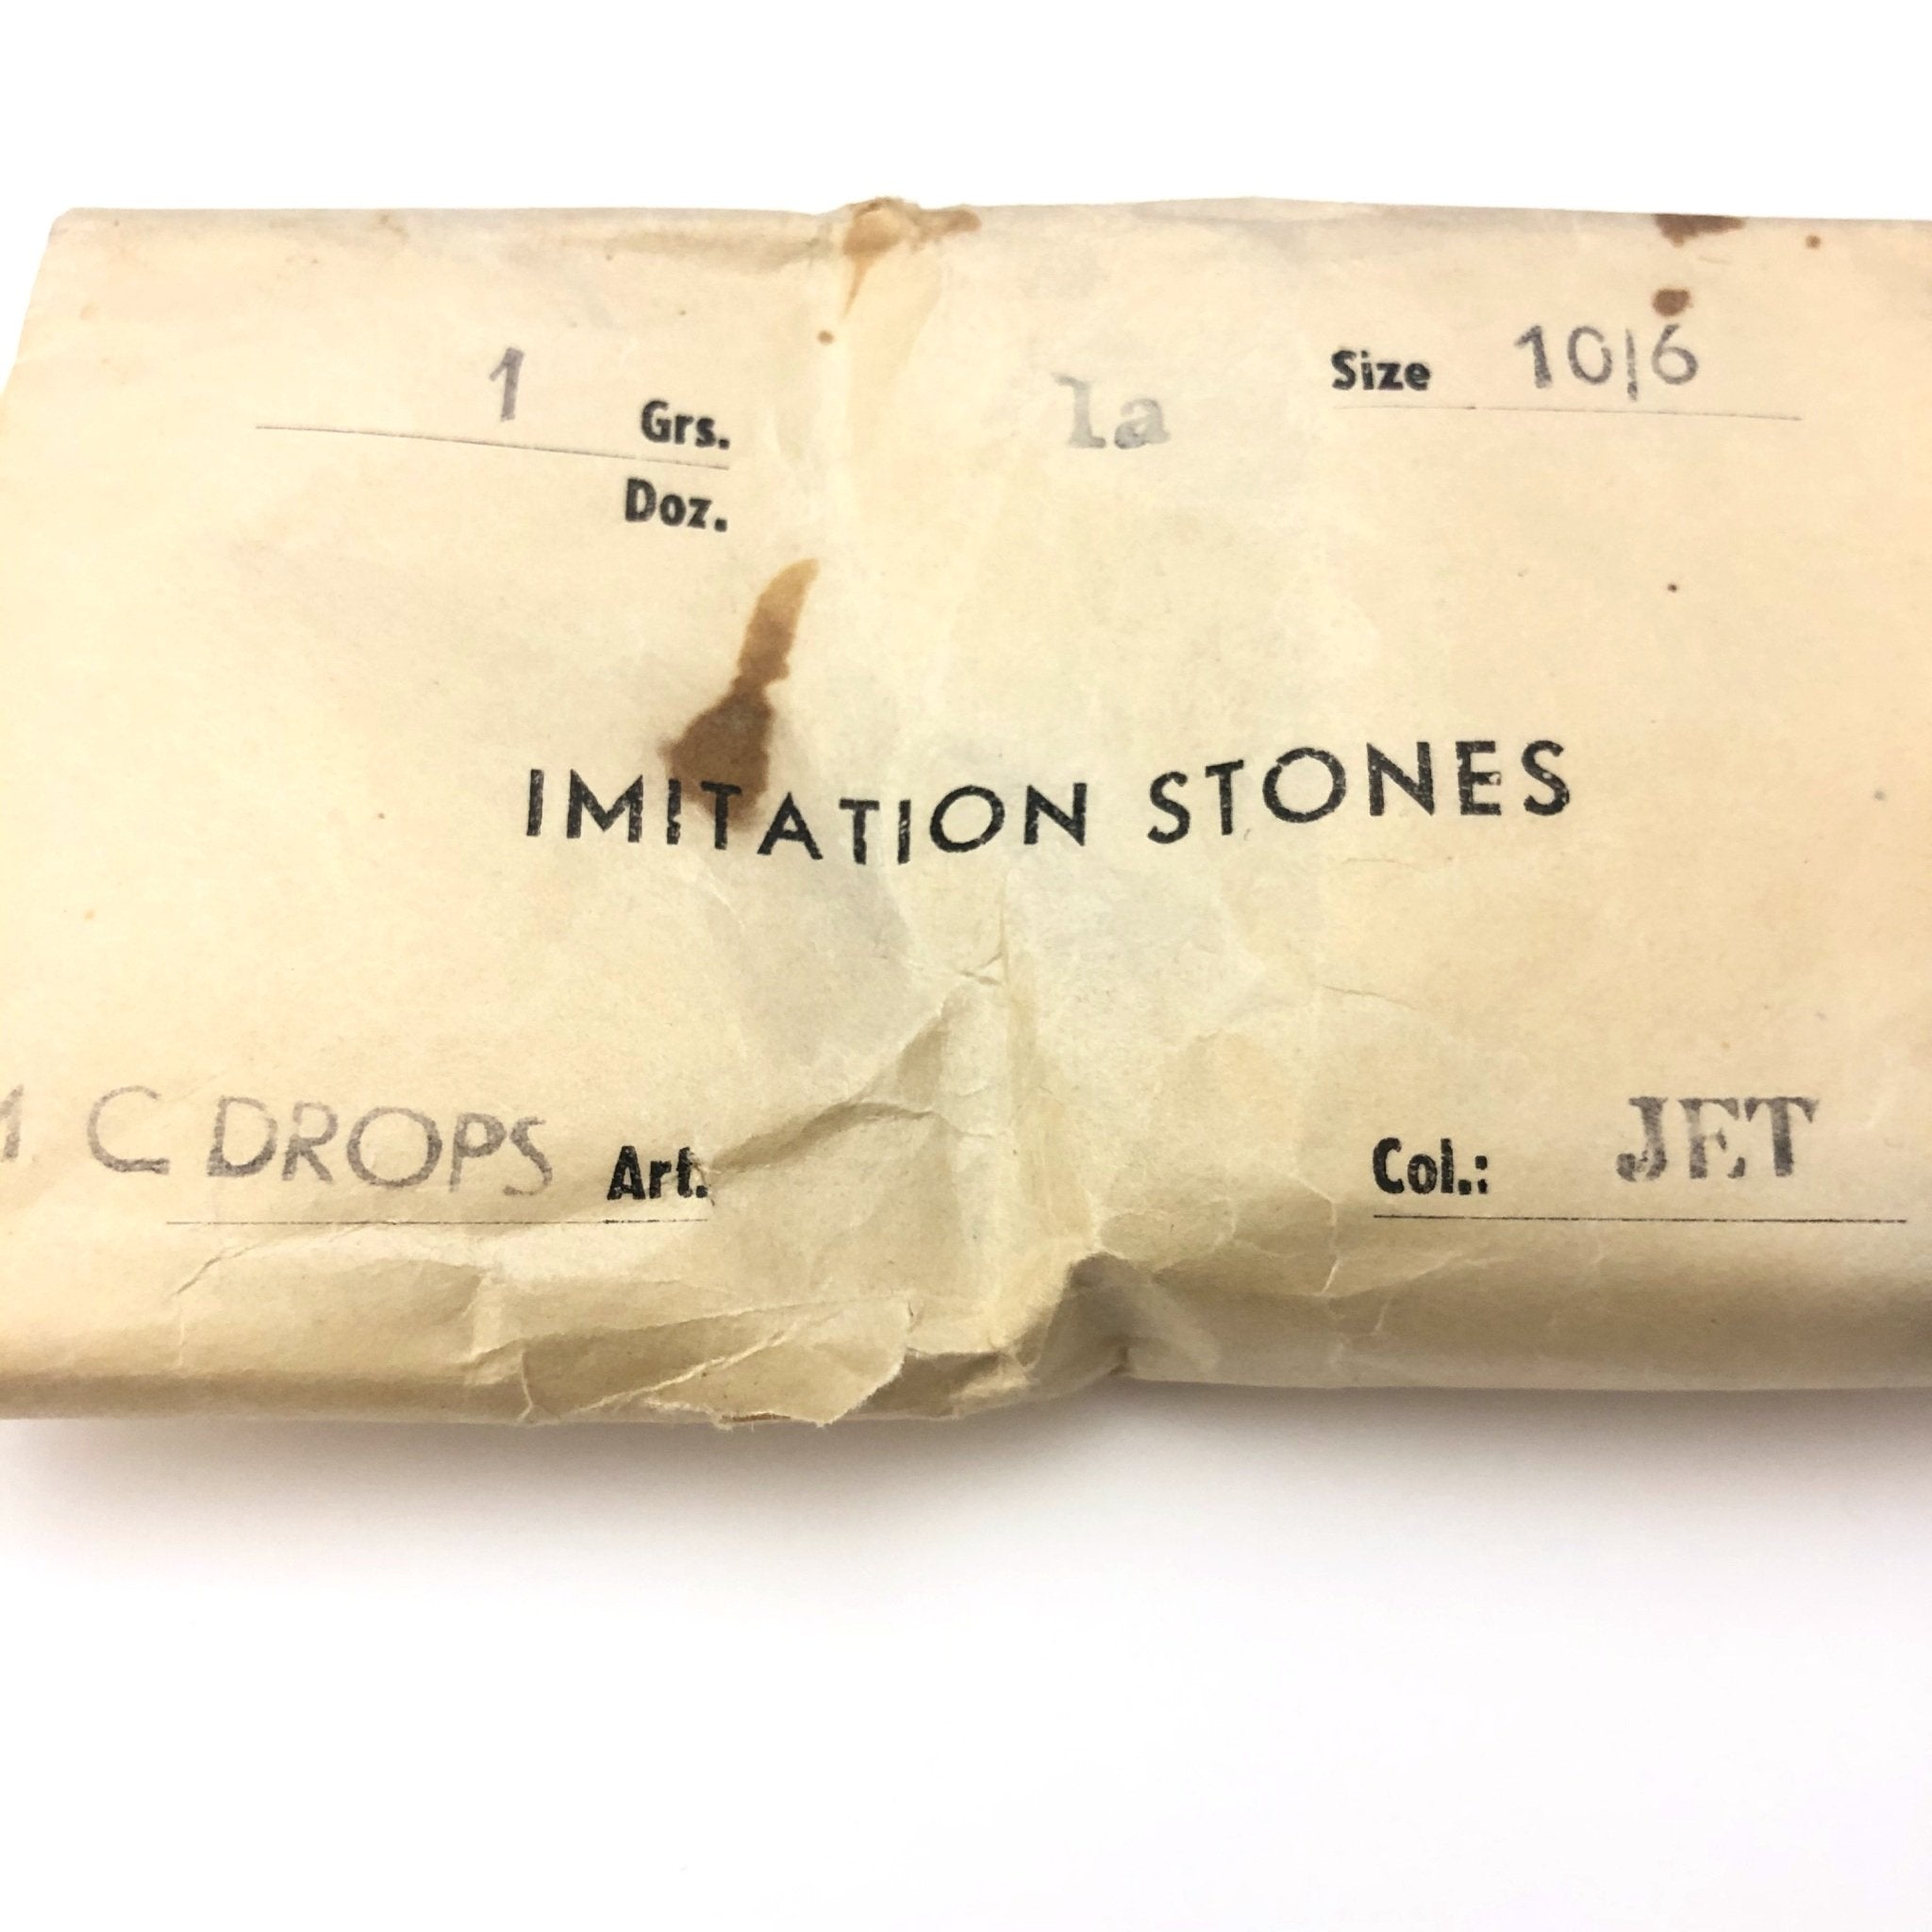 1 Grs.
Doz.
1a
Size 10/6
IMITATION STONES
C DROPS Art.
Col.: JET